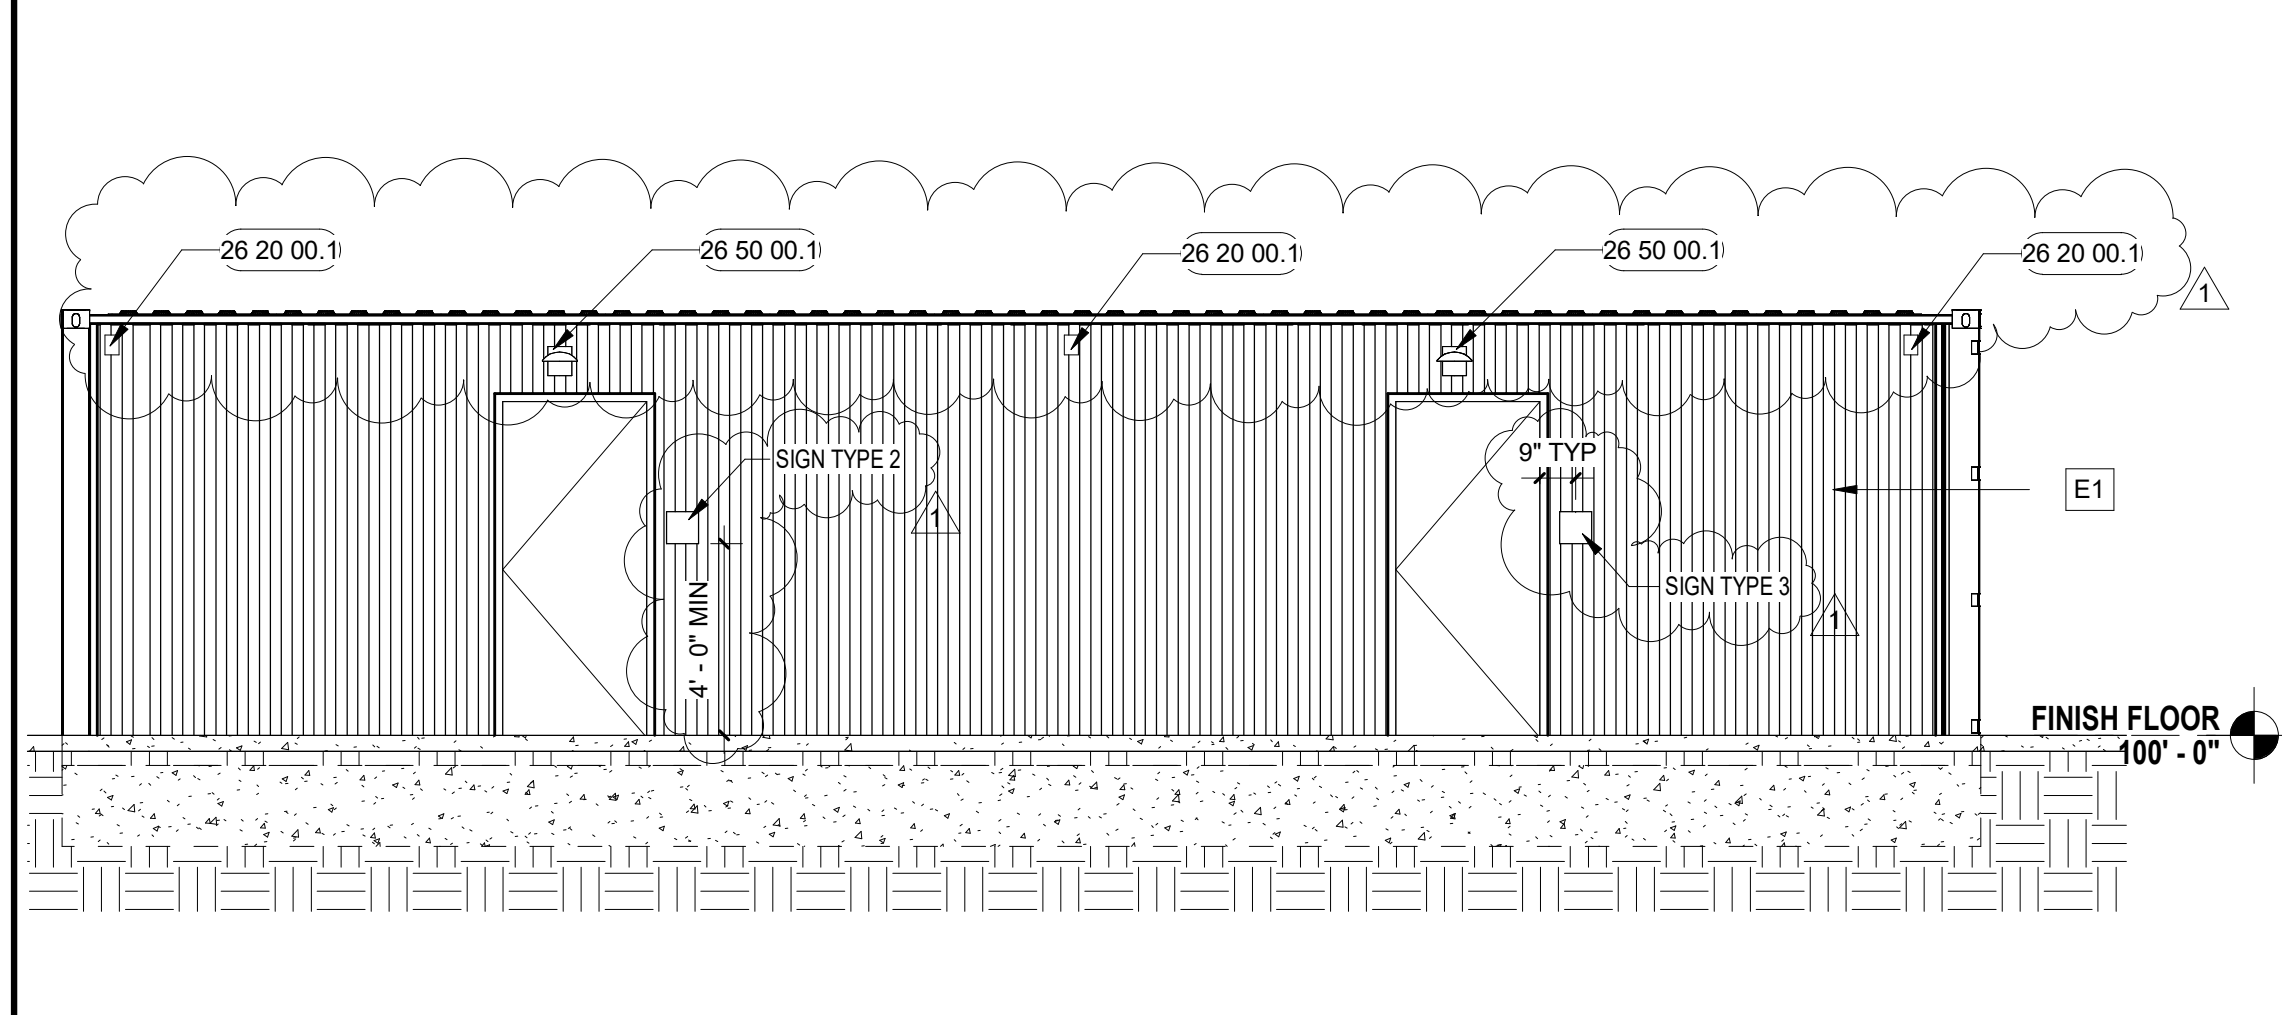 26 20 00.1
26 50 00.1
26 20 00.1
26 50 00.1
26 20 00.1
1
0
0
SIGN TYPE 2
1
9" TYP
E1
SIGN TYPE 3
1
4' - 0" MIN
FINISH FLOOR
100' - 0"